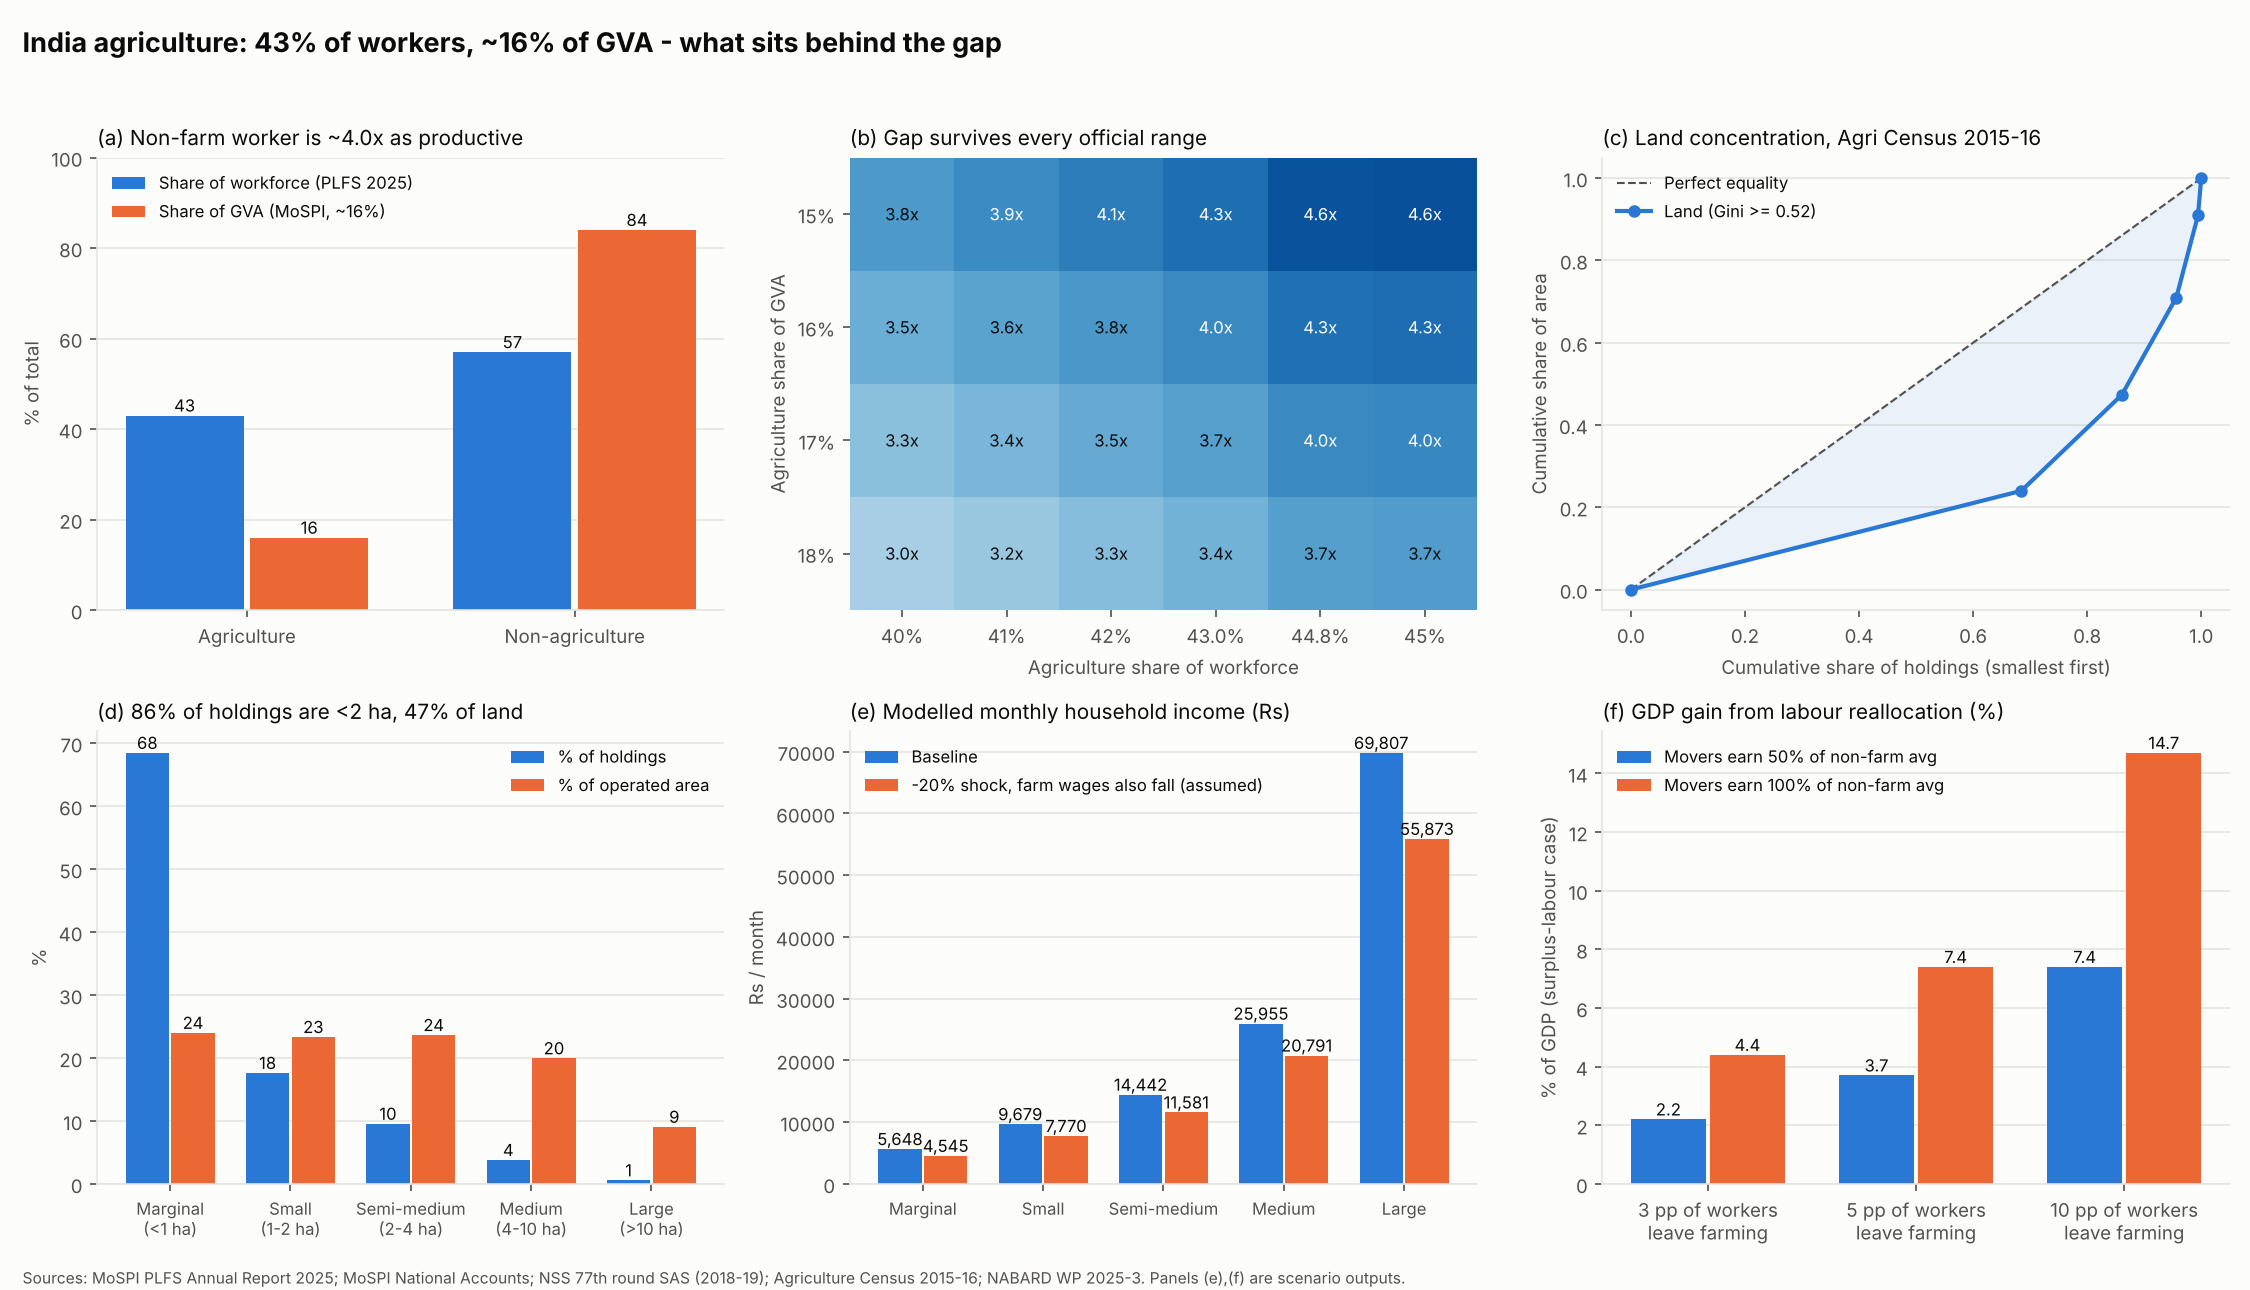 India agriculture: 43% of workers, ~16% of GVA - what sits behind the gap
(a) Non-farm worker is ~4.0x as productive
Share of workforce (PLFS 2025)
Share of GVA (MoSPI, ~16%)
% of total
100
80
60
40
20
0
43
16
57
84
Agriculture
Non-agriculture
(b) Gap survives every official range
Agriculture share of GVA
15%
3.8x 3.9x 4.1x 4.3x 4.6x 4.6x
16%
3.5x 3.6x 3.8x 4.0x 4.3x 4.3x
17%
3.3x 3.4x 3.5x 3.7x 4.0x 4.0x
18%
3.0x 3.2x 3.3x 3.4x 3.7x 3.7x
40% 41% 42% 43.0% 44.8% 45%
Agriculture share of workforce
(c) Land concentration, Agri Census 2015-16
Perfect equality
Land (Gini >= 0.52)
Cumulative share of area
1.0
0.8
0.6
0.4
0.2
0.0
0.0 0.2 0.4 0.6 0.8 1.0
Cumulative share of holdings (smallest first)
(d) 86% of holdings are <2 ha, 47% of land
% of holdings
% of operated area
%
70
60
50
40
30
20
10
0
68
24
18
23
10
24
4
20
1
9
Marginal
(<1 ha)
Small
(1-2 ha)
Semi-medium
(2-4 ha)
Medium
(4-10 ha)
Large
(>10 ha)
(e) Modelled monthly household income (Rs)
Baseline
-20% shock, farm wages also fall (assumed)
Rs / month
70000
60000
50000
40000
30000
20000
10000
0
5,648
4,545
9,679
7,770
14,442
11,581
25,955
20,791
69,807
55,873
Marginal
Small
Semi-medium
Medium
Large
(f) GDP gain from labour reallocation (%)
Movers earn 50% of non-farm avg
Movers earn 100% of non-farm avg
% of GDP (surplus-labour case)
14
12
10
8
6
4
2
0
2.2
4.4
3.7
7.4
7.4
14.7
3 pp of workers
leave farming
5 pp of workers
leave farming
10 pp of workers
leave farming
Sources: MoSPI PLFS Annual Report 2025; MoSPI National Accounts; NSS 77th round SAS (2018-19); Agriculture Census 2015-16; NABARD WP 2025-3. Panels (e),(f) are scenario outputs.